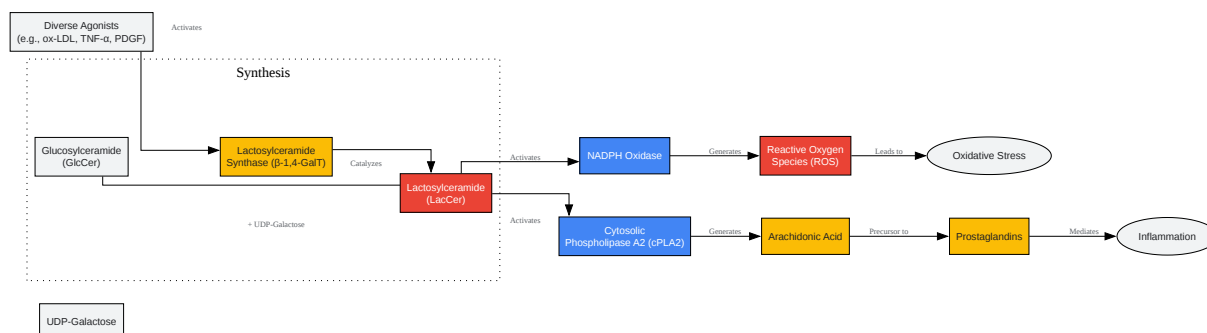 Diverse Agonists
(e.g., ox-LDL, TNF-α, PDGF)
Activates
Synthesis
Glucosylceramide
(GlcCer)
Lactosylceramide
Synthase (β-1,4-GalT)
Catalyzes
Lactosylceramide
(LacCer)
+ UDP-Galactose
Activates
NADPH Oxidase
Generates
Reactive Oxygen
Species (ROS)
Leads to
Oxidative Stress
Activates
Cytosolic
Phospholipase A2 (cPLA2)
Generates
Arachidonic Acid
Precursor to
Prostaglandins
Mediates
Inflammation
UDP-Galactose